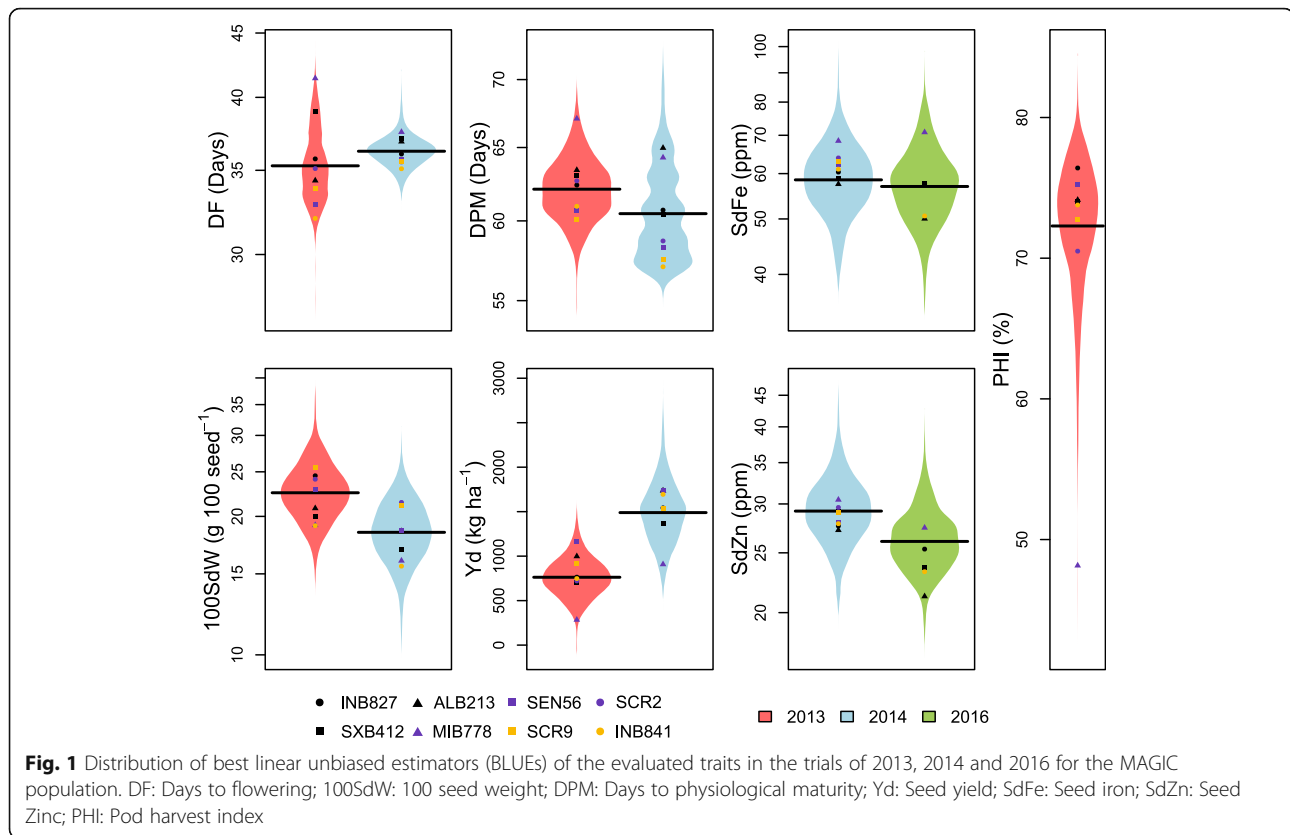 DF (Days)
45
40
35
30
DPM (Days)
70
65
60
55
SdFe (ppm)
100
80
70
60
50
40
PHI (%)
80
70
60
50
100SdW (g 100 seed⁻¹)
35
30
25
20
15
10
Yd (kg ha⁻¹)
3000
2000
1000
500
0
SdZn (ppm)
45
40
35
30
25
20
INB827 ALB213 SEN56 SCR2
SXB412 MIB778 SCR9 INB841
2013 2014 2016
Fig. 1 Distribution of best linear unbiased estimators (BLUEs) of the evaluated traits in the trials of 2013, 2014 and 2016 for the MAGIC
population. DF: Days to flowering; 100SdW: 100 seed weight; DPM: Days to physiological maturity; Yd: Seed yield; SdFe: Seed iron; SdZn: Seed
Zinc; PHI: Pod harvest index